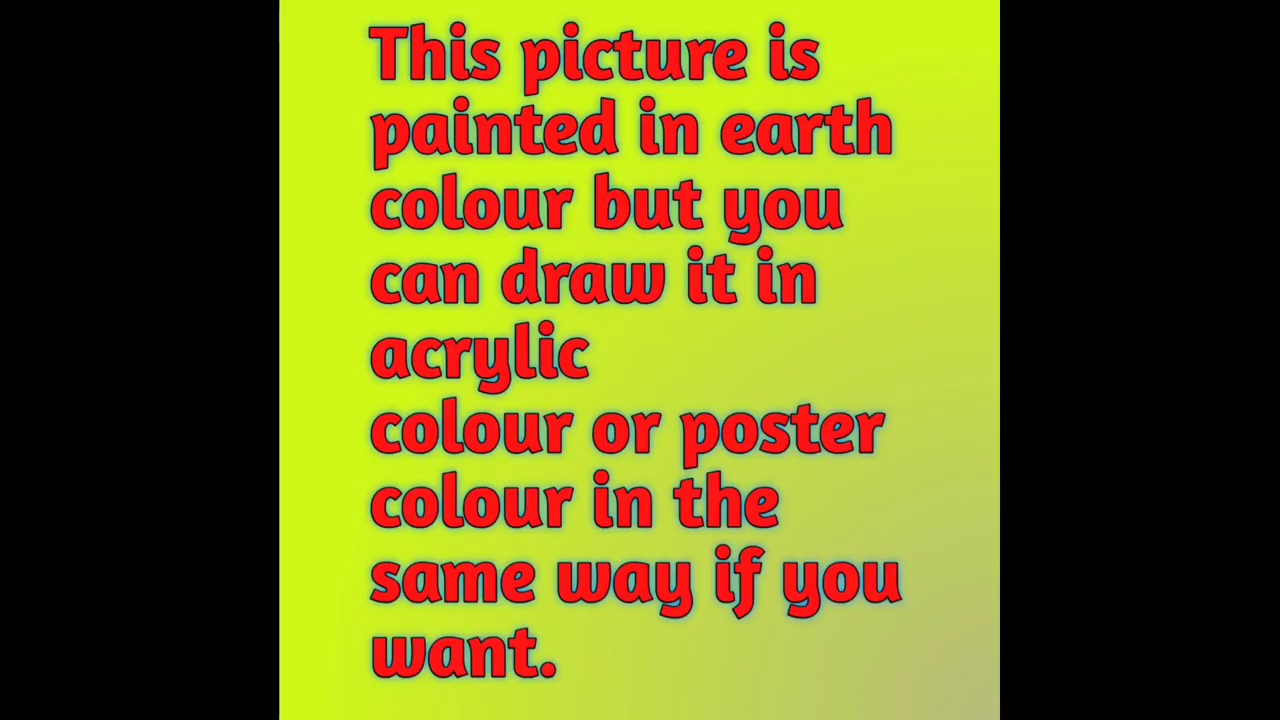 This picture is
painted in earth
colour but you
can draw it in
acrylic
colour or poster
colour in the
same way if you
want.